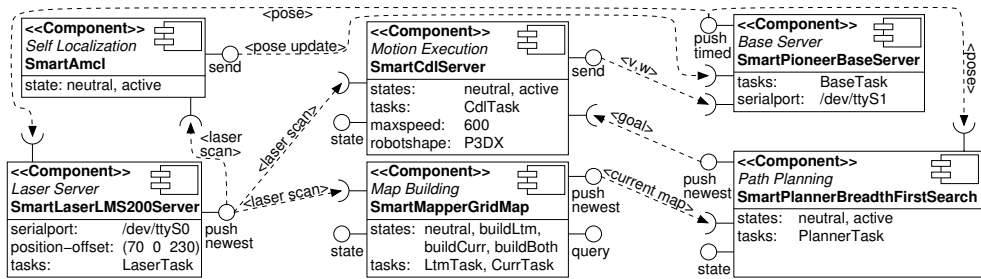 <pose>
<<Component>>
Self Localization
SmartAmcl
state: neutral, active
send
<pose update>
<<Component>>
Motion Execution
SmartCdlServer
states: neutral, active
tasks: CdlTask
maxspeed: 600
robotshape: P3DX
send
state
<v,w>
push
timed
<<Component>>
Base Server
SmartPioneerBaseServer
tasks: BaseTask
serialport: /dev/ttyS1
<pose>
<laser
scan>
<laser scan>
<goal>
<<Component>>
Laser Server
SmartLaserLMS200Server
serialport: /dev/ttyS0
position−offset: (70 0 230)
tasks: LaserTask
push
newest
<laser scan>
<<Component>>
Map Building
SmartMapperGridMap
states: neutral, buildLtm,
buildCurr, buildBoth
tasks: LtmTask, CurrTask
state
push
newest
query
<current map>
push
newest
<<Component>>
Path Planning
SmartPlannerBreadthFirstSearch
states: neutral, active
tasks: PlannerTask
state